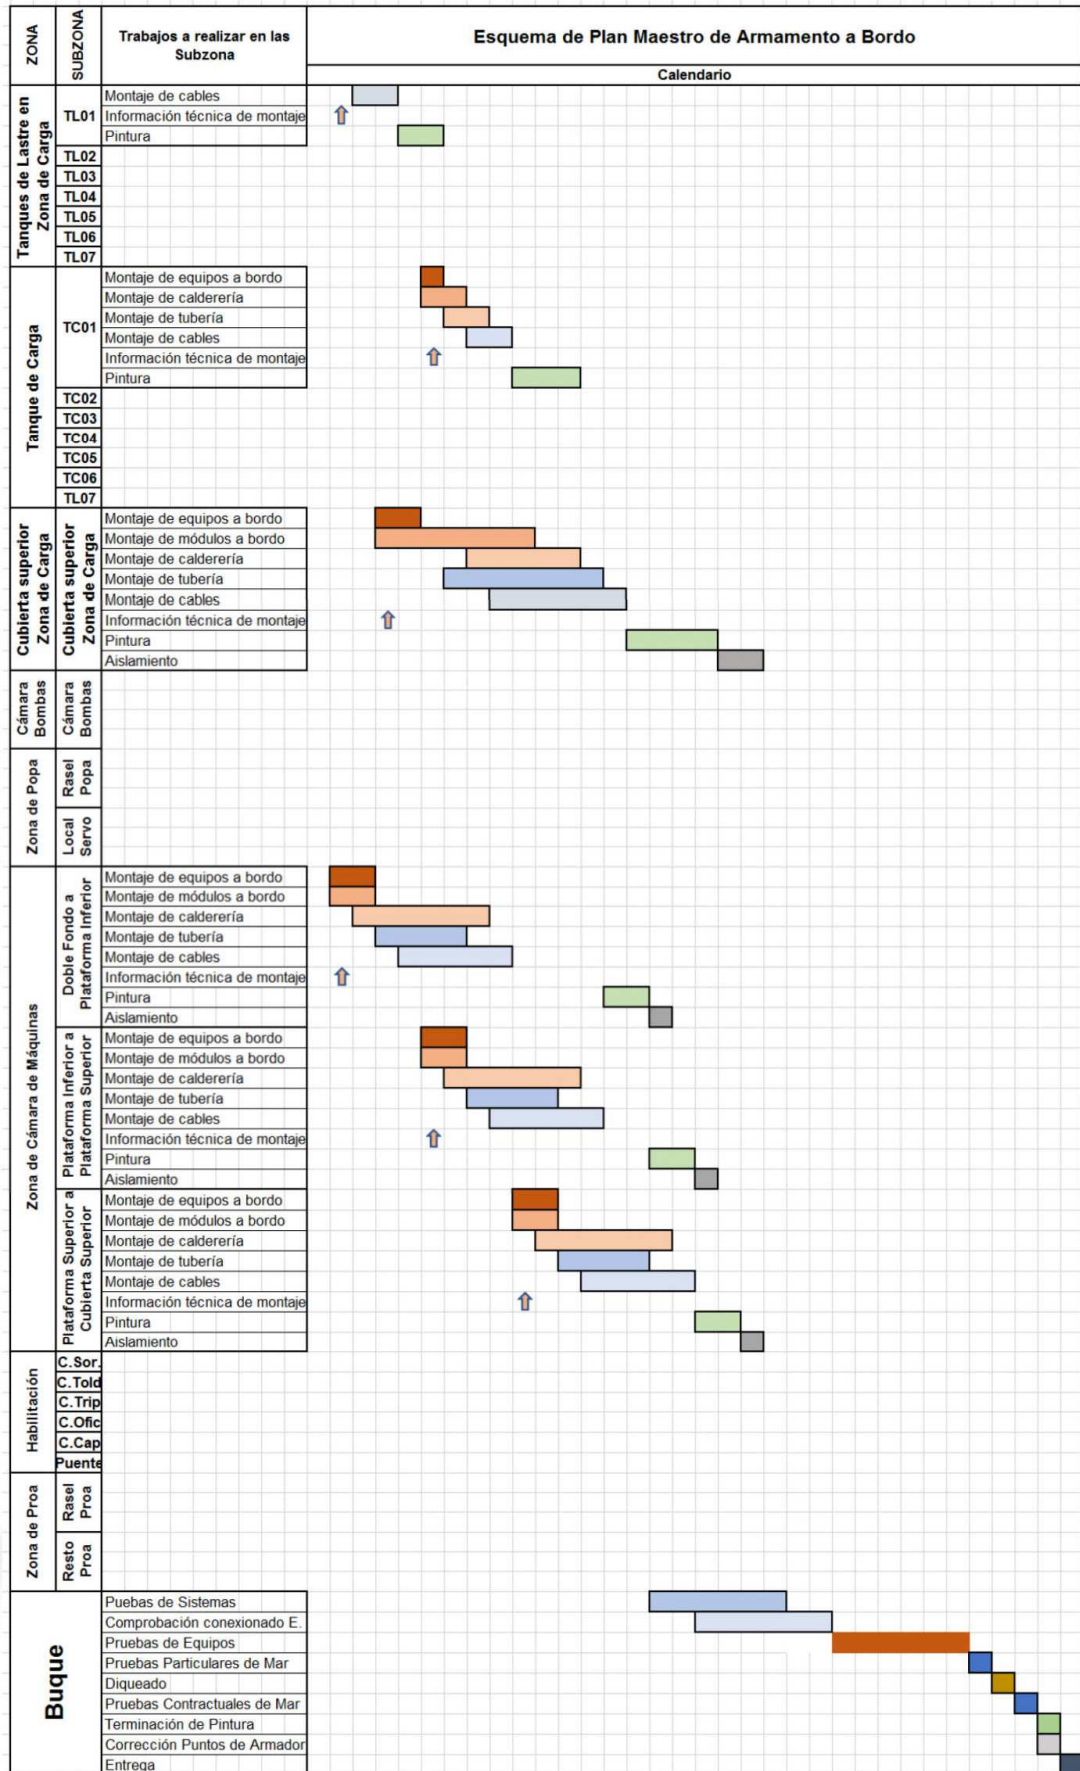 ZONA
SUBZONA
Trabajos a realizar en las
Subzona
Esquema de Plan Maestro de Armamento a Bordo
Calendario
Tanques de Lastre en
Zona de Carga
TL01
Montaje de cables
Información técnica de montaje
Pintura
TL02
TL03
TL04
TL05
TL06
TL07
Tanque de Carga
TC01
Montaje de equipos a bordo
Montaje de calderería
Montaje de tubería
Montaje de cables
Información técnica de montaje
Pintura
TC02
TC03
TC04
TC05
TC06
TL07
Cubierta superior
Zona de Carga
Cubierta superior
Zona de Carga
Montaje de equipos a bordo
Montaje de módulos a bordo
Montaje de calderería
Montaje de tubería
Montaje de cables
Información técnica de montaje
Pintura
Aislamiento
Cámara
Bombas
Cámara
Bombas
Zona de Popa
Rasel
Popa
Local
Servo
Zona de Cámara de Máquinas
Doble Fondo a
Plataforma Inferior
Montaje de equipos a bordo
Montaje de módulos a bordo
Montaje de calderería
Montaje de tubería
Montaje de cables
Información técnica de montaje
Pintura
Aislamiento
Plataforma Inferior a
Plataforma Superior
Montaje de equipos a bordo
Montaje de módulos a bordo
Montaje de calderería
Montaje de tubería
Montaje de cables
Información técnica de montaje
Pintura
Aislamiento
Plataforma Superior a
Cubierta Superior
Montaje de equipos a bordo
Montaje de módulos a bordo
Montaje de calderería
Montaje de tubería
Montaje de cables
Información técnica de montaje
Pintura
Aislamiento
Habilitación
C.Sor.
C.Told
C.Trip
C.Ofic
C.Cap
Puente
Zona de Proa
Rasel
Proa
Resto
Proa
Buque
Puebas de Sistemas
Comprobación conexionado E.
Pruebas de Equipos
Pruebas Particulares de Mar
Diqueado
Pruebas Contractuales de Mar
Terminación de Pintura
Corrección Puntos de Armador
Entrega